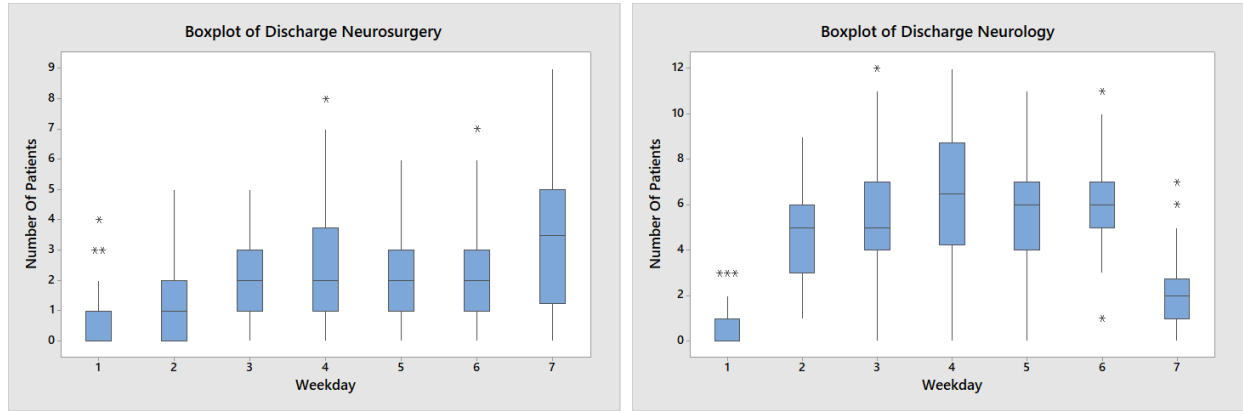 Boxplot of Discharge Neurosurgery
Number Of Patients
9
8
7
6
5
4
3
2
1
0
1 2 3 4 5 6 7
Weekday
Boxplot of Discharge Neurology
Number Of Patients
12
10
8
6
4
2
0
1 2 3 4 5 6 7
Weekday